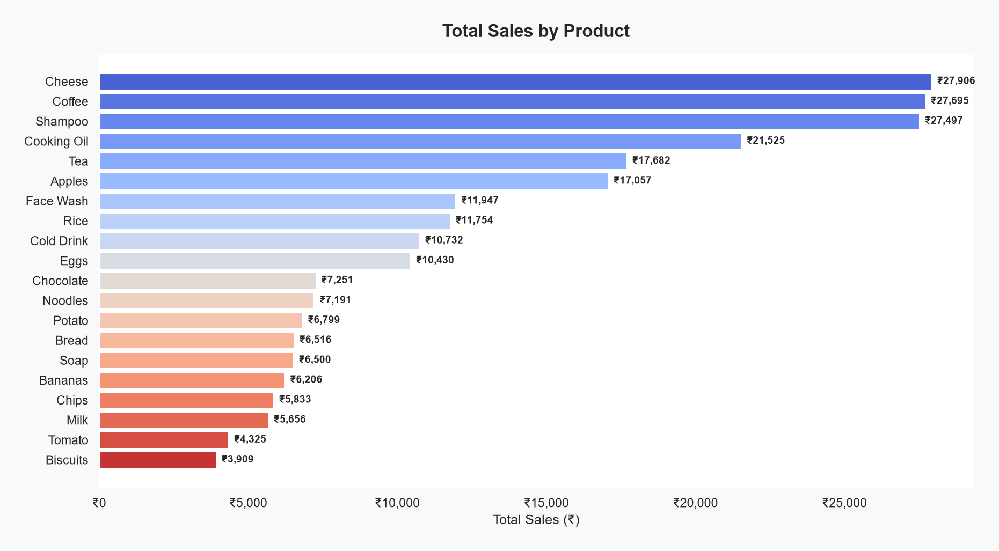 Total Sales by Product
Cheese ₹27,906
Coffee ₹27,695
Shampoo ₹27,497
Cooking Oil ₹21,525
Tea ₹17,682
Apples ₹17,057
Face Wash ₹11,947
Rice ₹11,754
Cold Drink ₹10,732
Eggs ₹10,430
Chocolate ₹7,251
Noodles ₹7,191
Potato ₹6,799
Bread ₹6,516
Soap ₹6,500
Bananas ₹6,206
Chips ₹5,833
Milk ₹5,656
Tomato ₹4,325
Biscuits ₹3,909
₹0 ₹5,000 ₹10,000 ₹15,000 ₹20,000 ₹25,000
Total Sales (₹)